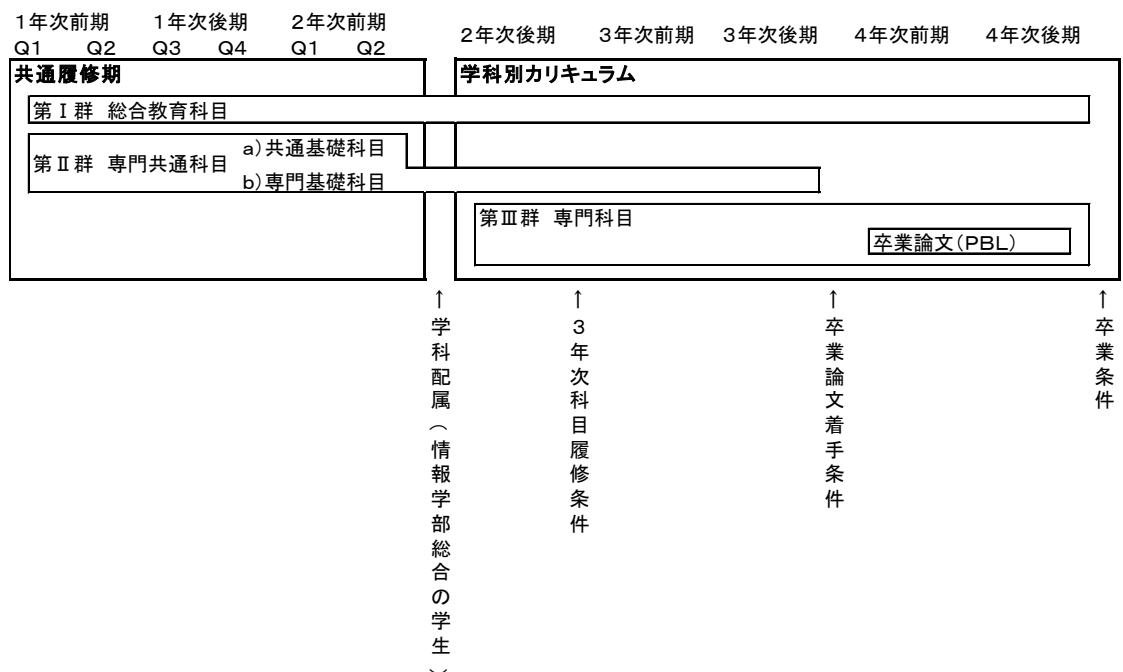 1年次前期 1年次後期 2年次前期 2年次後期 3年次前期 3年次後期 4年次前期 4年次後期
Q1 Q2 Q3 Q4 Q1 Q2
共通履修期 学科別カリキュラム
第Ⅰ群 総合教育科目
a)共通基礎科目
第Ⅱ群 専門共通科目
b)専門基礎科目
第Ⅲ群 専門科目
卒業論文(PBL)
↑ ↑ ↑ ↑
学科配属(情報学部総合の学生)
3年次科目履修条件
卒業論文着手条件
卒業条件